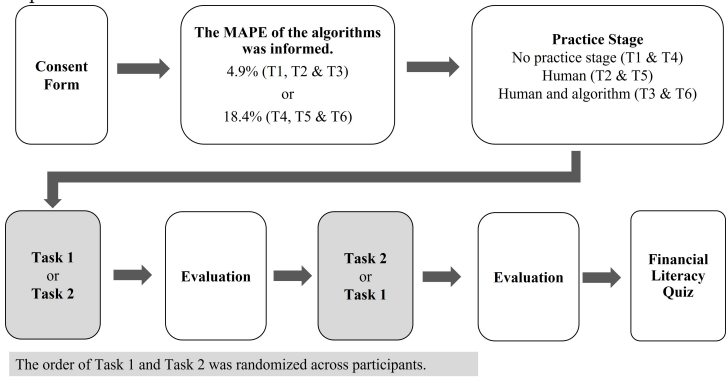 Consent
Form
The MAPE of the algorithms
was informed.
4.9% (T1, T2 & T3)
or
18.4% (T4, T5 & T6)
Practice Stage
No practice stage (T1 & T4)
Human (T2 & T5)
Human and algorithm (T3 & T6)
Task 1
or
Task 2
Evaluation
Task 2
or
Task 1
Evaluation
Financial
Literacy
Quiz
The order of Task 1 and Task 2 was randomized across participants.